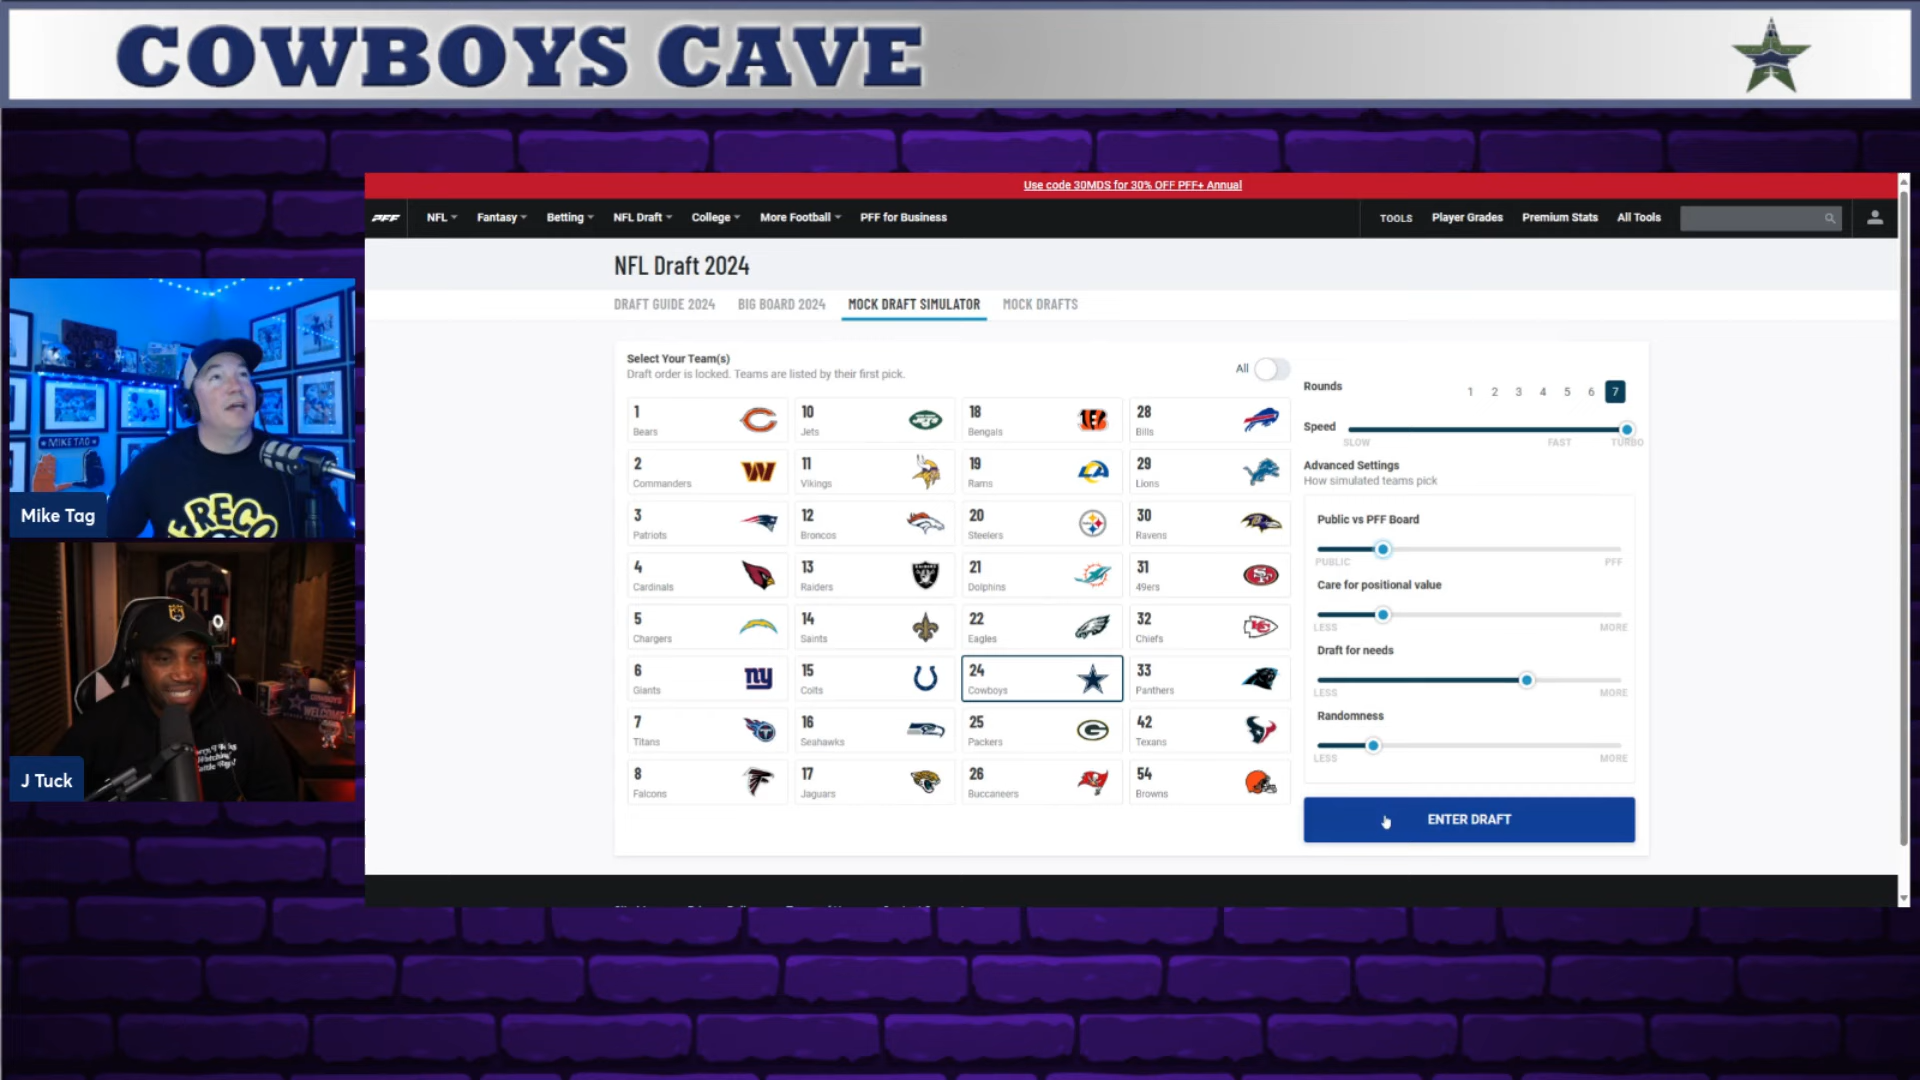 COWBOYS CAVE
Use code 30MDS for 30% OFF PFF+ Annual
PFF NFL Fantasy Betting NFL Draft College More Football PFF for Business TOOLS Player Grades Premium Stats All Tools
NFL Draft 2024
DRAFT GUIDE 2024 BIG BOARD 2024 MOCK DRAFT SIMULATOR MOCK DRAFTS
Select Your Team(s)
Draft order is locked. Teams are listed by their first pick.
All
1 Bears
10 Jets
18 Bengals
28 Bills
2 Commanders
11 Vikings
19 Rams
29 Lions
3 Patriots
12 Broncos
20 Steelers
30 Ravens
4 Cardinals
13 Raiders
21 Dolphins
31 49ers
5 Chargers
14 Saints
22 Eagles
32 Chiefs
6 Giants ny
15 Colts
24 Cowboys
33 Panthers
7 Titans
16 Seahawks
25 Packers
42 Texans
8 Falcons
17 Jaguars
26 Buccaneers
54 Browns
Rounds 1 2 3 4 5 6 7
Speed
SLOW FAST TURBO
Advanced Settings
How simulated teams pick
Public vs PFF Board
PUBLIC PFF
Care for positional value
LESS MORE
Draft for needs
LESS MORE
Randomness
LESS MORE
ENTER DRAFT
MIKE TAG
Mike Tag
11
COWBOYS
WELCOME
J Tuck